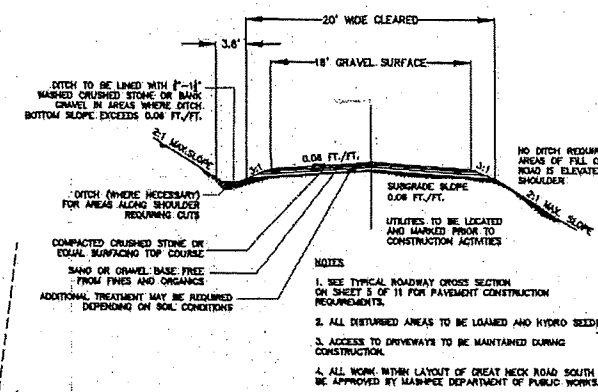 20' WIDE CLEARED
3.6'
18' GRAVEL SURFACE
DITCH TO BE LINED WITH
WASHED CRUSHED STONE OR BANK
GRAVEL IN AREAS WHERE DITCH
BOTTOM SLOPE EXCEEDS 0.06 FT./FT.
2:1 MAX.SLOPE
3:1
0.06 FT./FT.
3:1
NO DITCH
AREAS OF FILL
ROAD IS
SHOULDER
DITCH (WHERE NECESSARY)
FOR AREAS ALONG SHOULDER
REQUIRING CUTS
SUBGRADE SLOPE
0.06 FT./FT.
2:1 MAX. SLOPE
UTILITIES TO BE LOCATED
AND MARKED PRIOR TO
CONSTRUCTION ACTIVITIES
COMPACTED CRUSHED STONE OR
EQUAL SURFACING TOP COURSE
SAND OR GRAVEL BASE FREE
FROM FINES AND ORGANICS
ADDITIONAL TREATMENT MAY BE REQUIRED
DEPENDING ON SOIL CONDITIONS
NOTES
1. SEE TYPICAL ROADWAY CROSS SECTION
ON SHEET 5 OF 11 FOR PAVEMENT CONSTRUCTION
REQUIREMENTS.
2. ALL DISTURBED AREAS TO BE LOAMED AND HYDRO
3. ACCESS TO DRIVEWAYS TO BE MAINTAINED DURING
CONSTRUCTION.
4. ALL WORK WITHIN LAYOUT OF GREAT NECK ROAD SOUTH
BE APPROVED BY MASHPEE DEPARTMENT OF PUBLIC WORKS